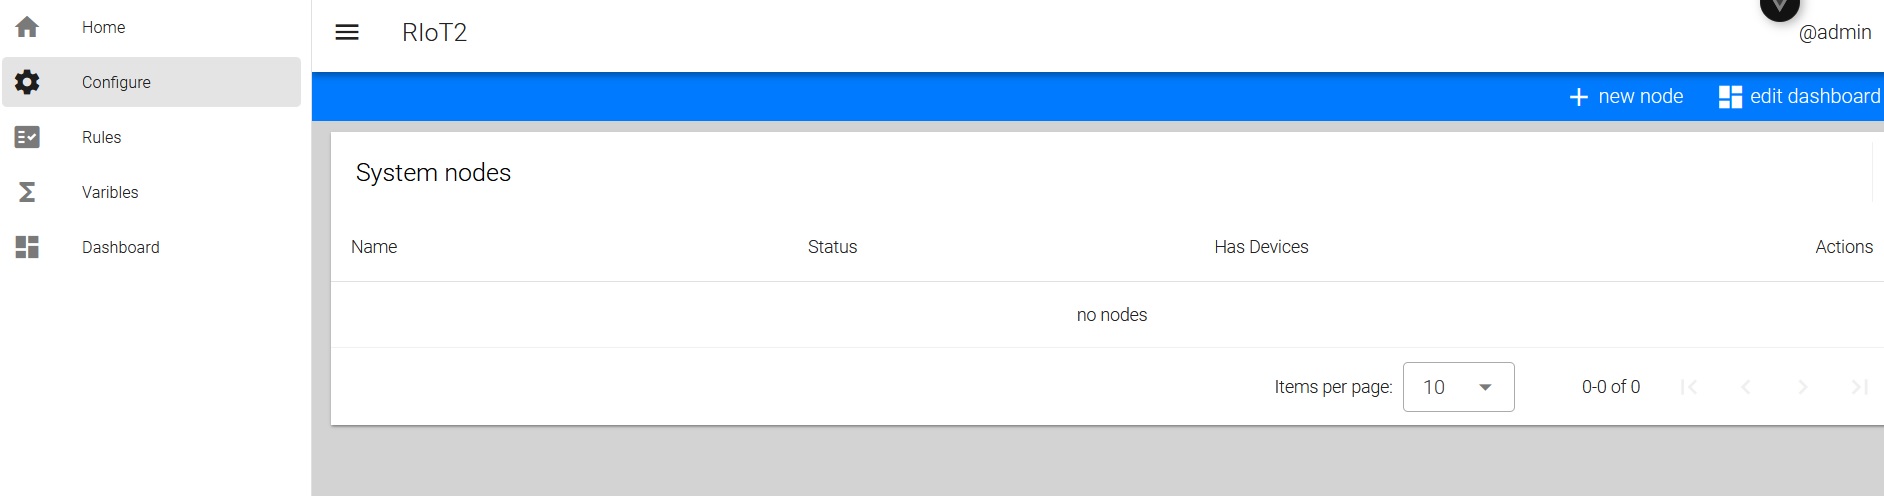 Home
Configure
Rules
Varibles
Dashboard
RIoT2
@admin
new node
edit dashboard
System nodes
Name Status Has Devices Actions
no nodes
Items per page: 10 0-0 of 0